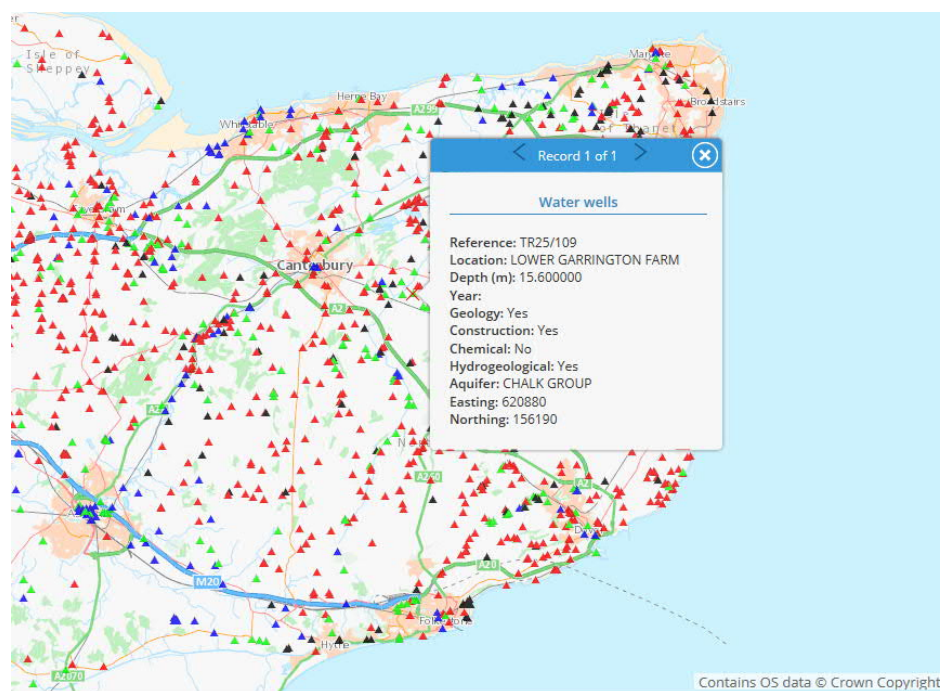 Isle of
Sheppey
Margate
Herne Bay
Broadstairs
Whitstable
A299
of Thanet
Record 1 of 1
Water wells
Reference: TR25/109
Location: LOWER GARRINGTON FARM
Depth (m): 15.600000
Year:
Geology: Yes
Construction: Yes
Chemical: No
Hydrogeological: Yes
Aquifer: CHALK GROUP
Easting: 620880
Northing: 156190
Faversham
Canterbury
A2
A2
A20
M20
Folkestone
Hythe
A2070
Contains OS data © Crown Copyright